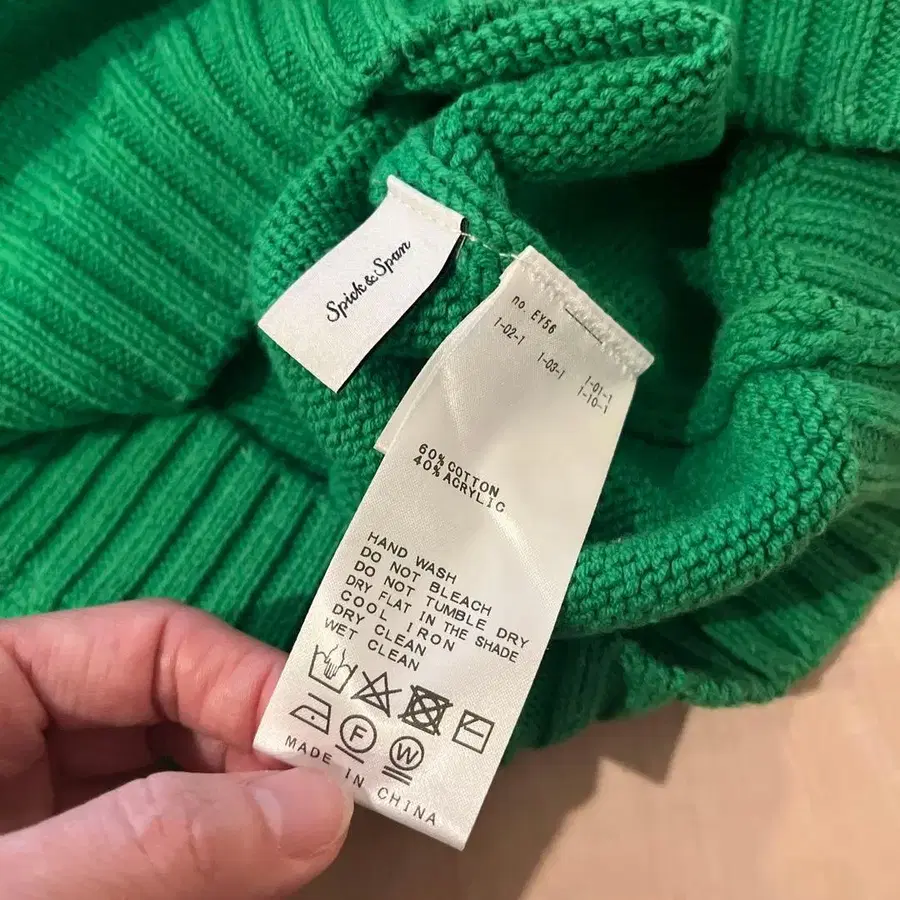 Spick & Span
no. EY56
1-02-1 1-03-1 1-01-1
1-10-1
60% COTTON
40% ACRYLIC
HAND WASH
DO NOT BLEACH
DO NOT TUMBLE DRY
DRY FLAT IN THE SHADE
COOL IRON
DRY CLEAN
WET CLEAN
F W
MADE IN CHINA